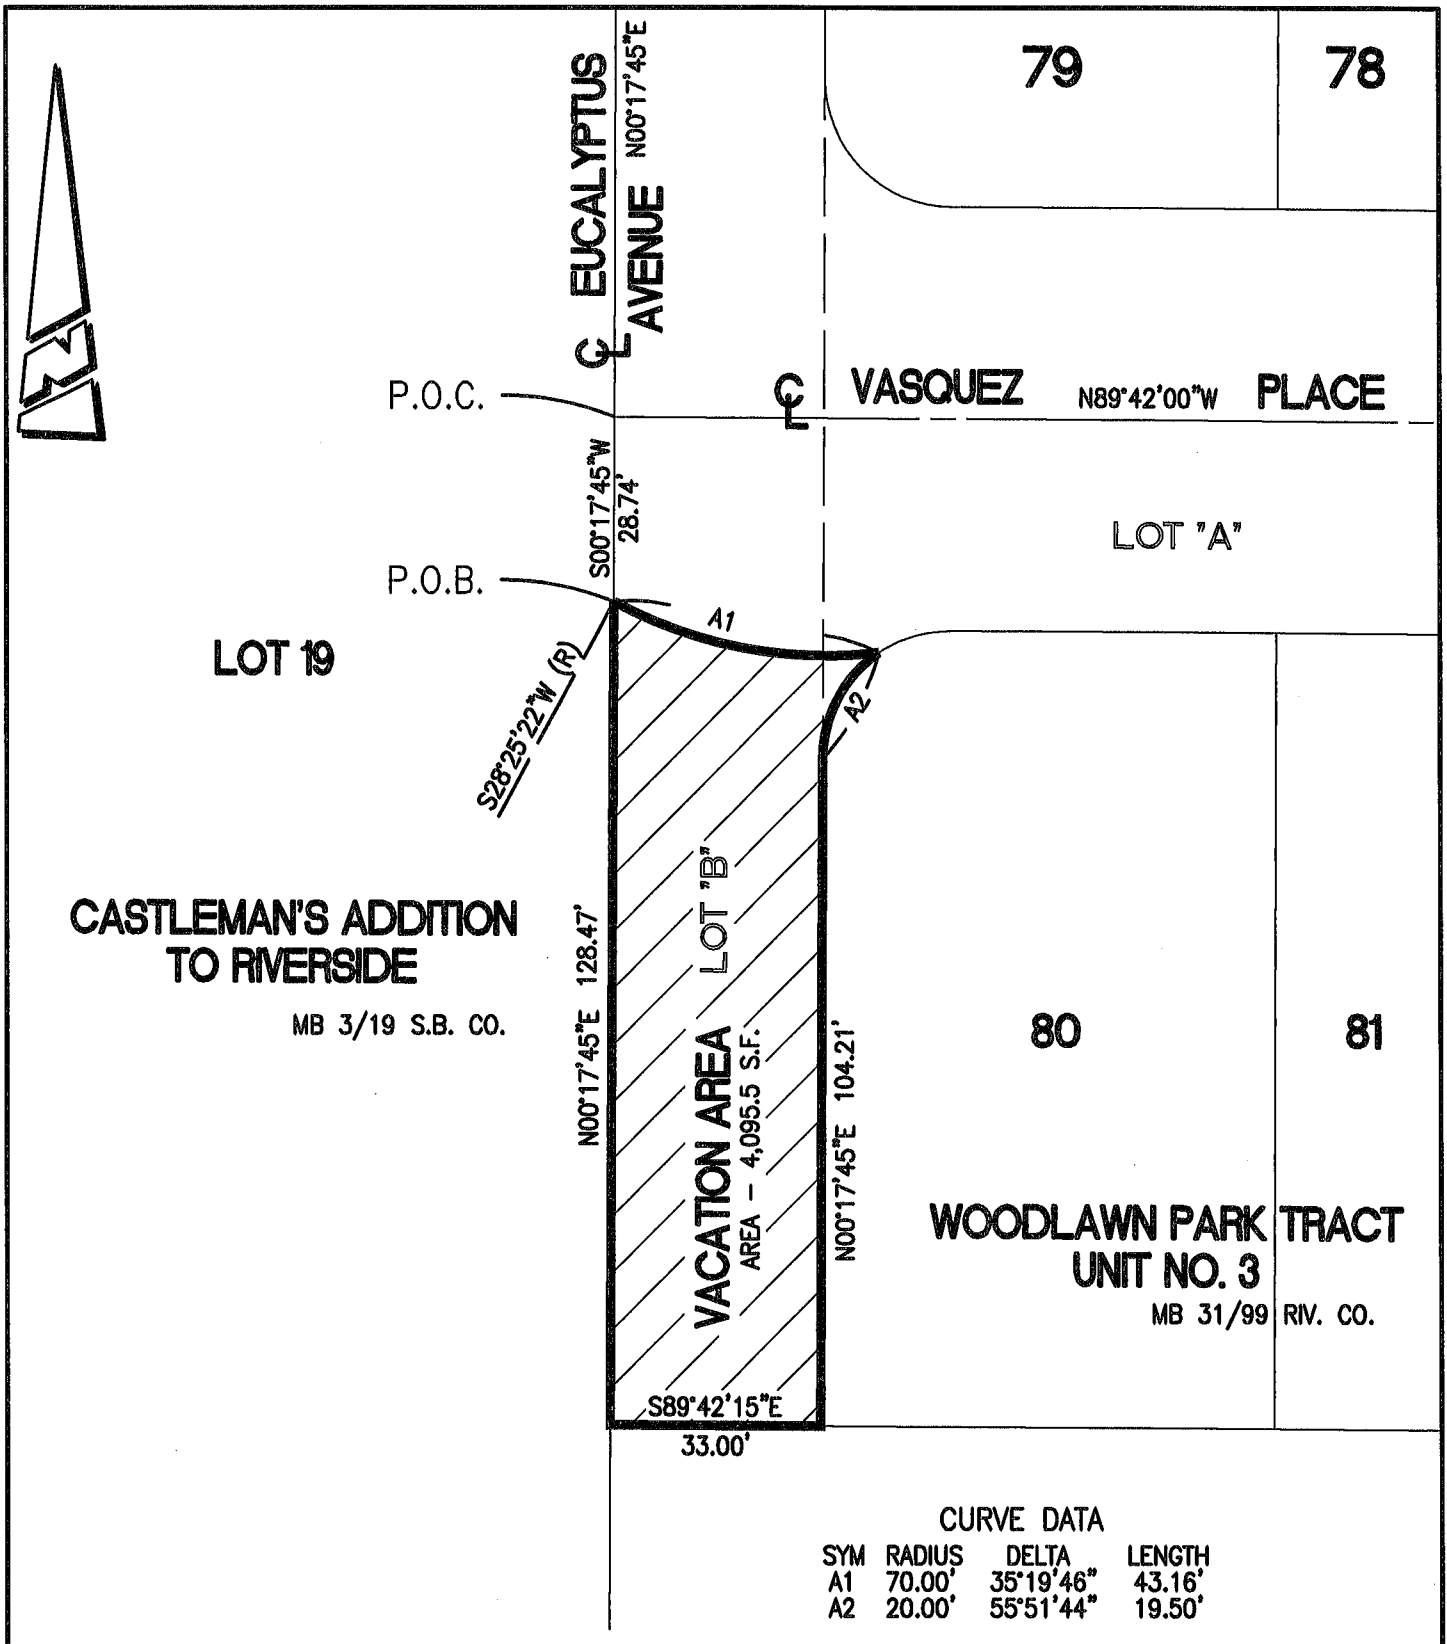 79
78
EUCALYPTUS
AVENUE N00°17'45"E
N
P.O.C.
CL
CL
VASQUEZ N89°42'00"W PLACE
S00°17'45"W
28.74'
LOT "A"
P.O.B.
A1
LOT 19
S28°25'22"W (R)
A2
LOT "B"
CASTLEMAN'S ADDITION
TO RIVERSIDE
MB 3/19 S.B. CO.
N00°17'45"E 128.47'
VACATION AREA
AREA - 4,095.5 S.F.
N00°17'45"E 104.21'
80
81
WOODLAWN PARK TRACT
UNIT NO. 3
MB 31/99 RIV. CO.
S89°42'15"E
33.00'
CURVE DATA
SYM RADIUS DELTA LENGTH
A1 70.00' 35°19'46" 43.16'
A2 20.00' 55°51'44" 19.50'